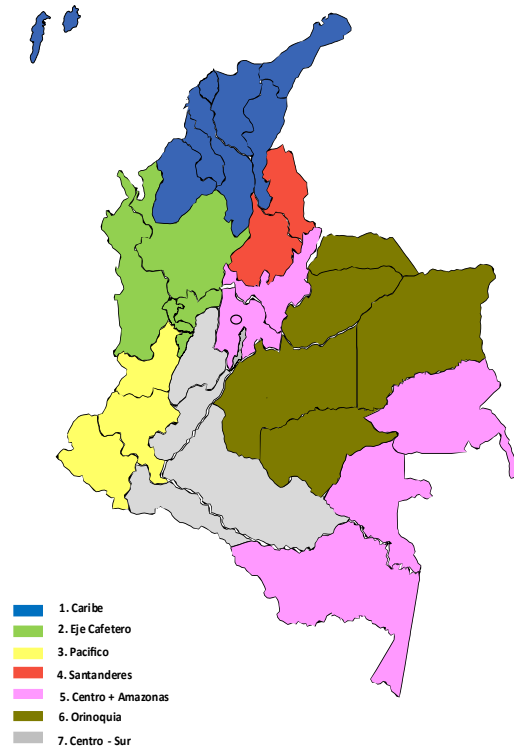 1. Caribe
2. Eje Cafetero
3. Pacifico
4. Santanderes
5. Centro + Amazonas
6. Orinoquia
7. Centro - Sur